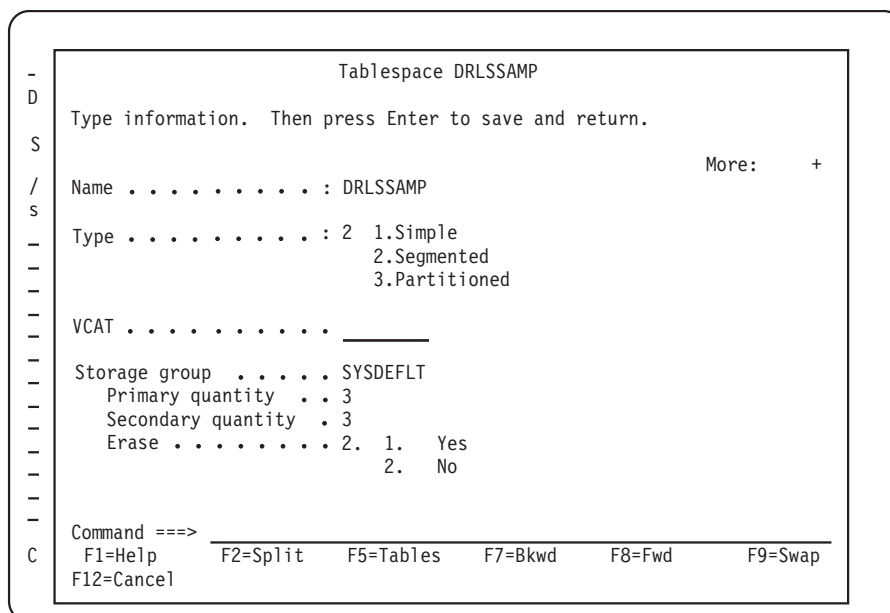 Tablespace DRLSSAMP
-
D
Type information.  Then press Enter to save and return.
S
More:     +
/
Name . . . . . . . . . : DRLSSAMP
s
Type . . . . . . . . . : 2  1.Simple
2.Segmented
3.Partitioned
VCAT . . . . . . . . . . ________
Storage group  . . . . . SYSDEFLT
Primary quantity  . . 3
Secondary quantity  . 3
Erase . . . . . . . . 2.  1.   Yes
2.   No
Command ===>
C
F1=Help      F2=Split    F5=Tables    F7=Bkwd     F8=Fwd      F9=Swap
F12=Cancel